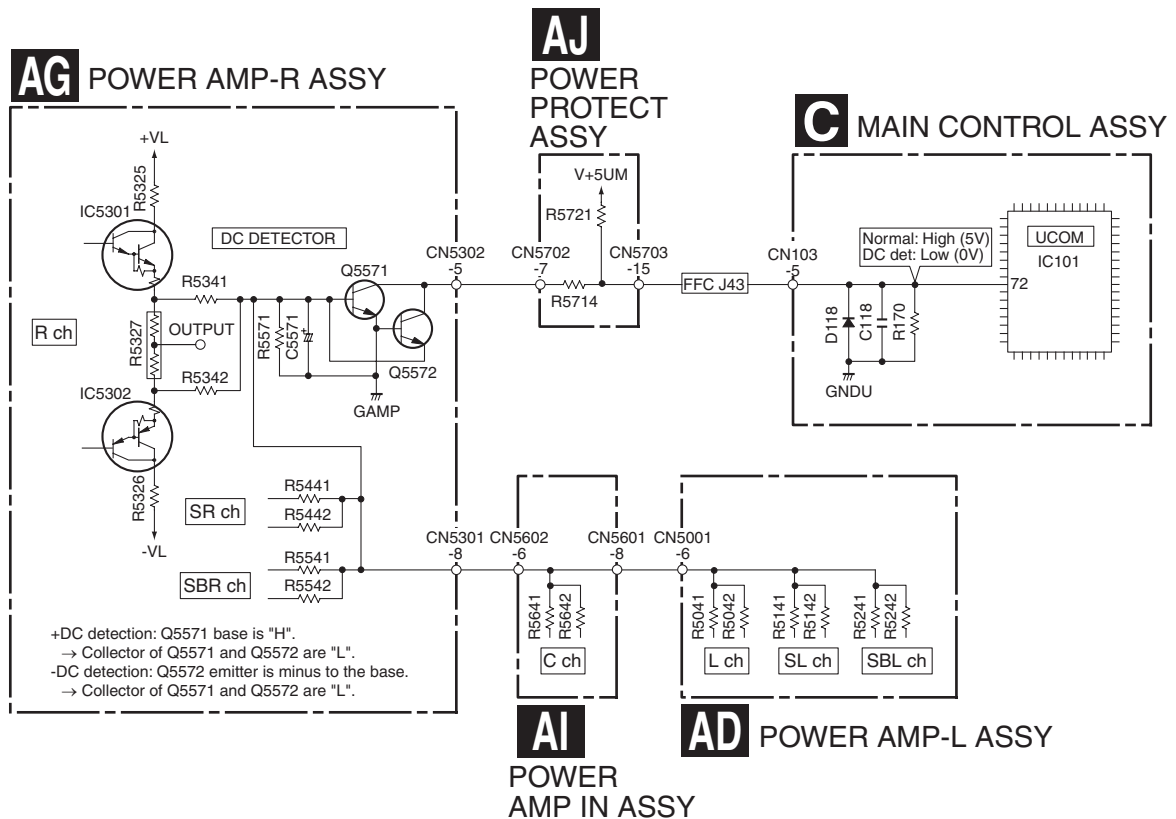 AG POWER AMP-R ASSY
+VL
R5325
IC5301
DC DETECTOR
R5341
R ch
R5327
OUTPUT
R5342
IC5302
R5326
-VL
R5571
C5571
+
Q5571
Q5572
GAMP
CN5302
-5
SR ch
R5441
R5442
SBR ch
R5541
R5542
CN5301
-8
+DC detection: Q5571 base is "H".
→ Collector of Q5571 and Q5572 are "L".
-DC detection: Q5572 emitter is minus to the base.
→ Collector of Q5571 and Q5572 are "L".
AJ
POWER
PROTECT
ASSY
V+5UM
R5721
CN5702
-7
R5714
CN5703
-15
FFC J43
C MAIN CONTROL ASSY
CN103
-5
Normal: High (5V)
DC det: Low (0V)
UCOM
IC101
72
D118
C118
R170
GNDU
CN5602
-6
CN5601
-8
R5641
R5642
C ch
AI
POWER
AMP IN ASSY
CN5001
-6
R5041
R5042
R5141
R5142
R5241
R5242
L ch
SL ch
SBL ch
AD POWER AMP-L ASSY